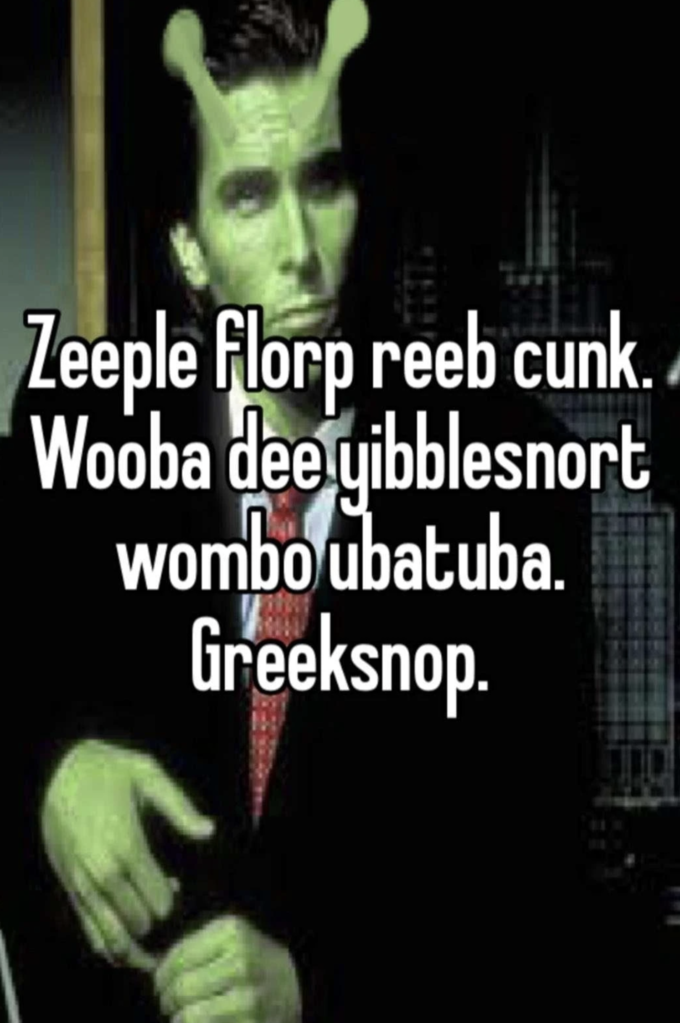 Zeeple florp reeb cunk.
Wooba dee yibblesnort
wombo ubatuba.
Greeksnop.